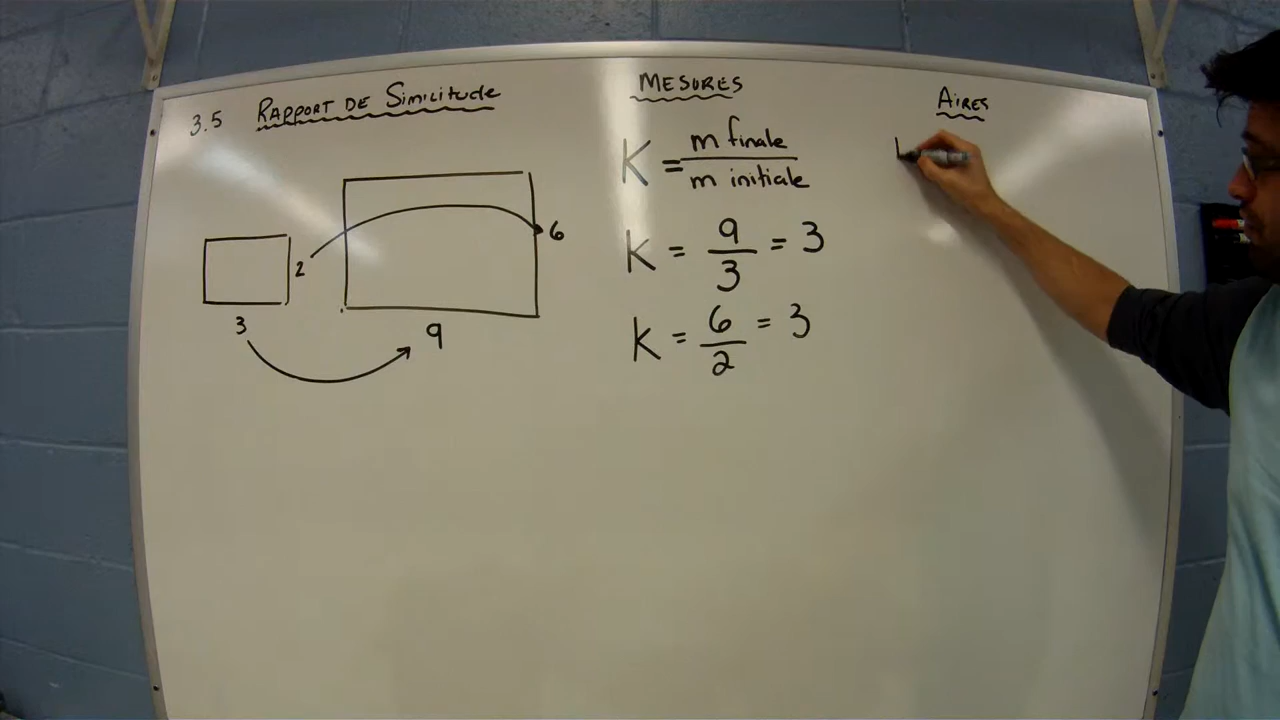 3.5 RAPPORT DE SimilituDE
2
6
3
9
MESURES
K = m finale / m initiale
K = 9/3 = 3
K = 6/2 = 3
AiRES